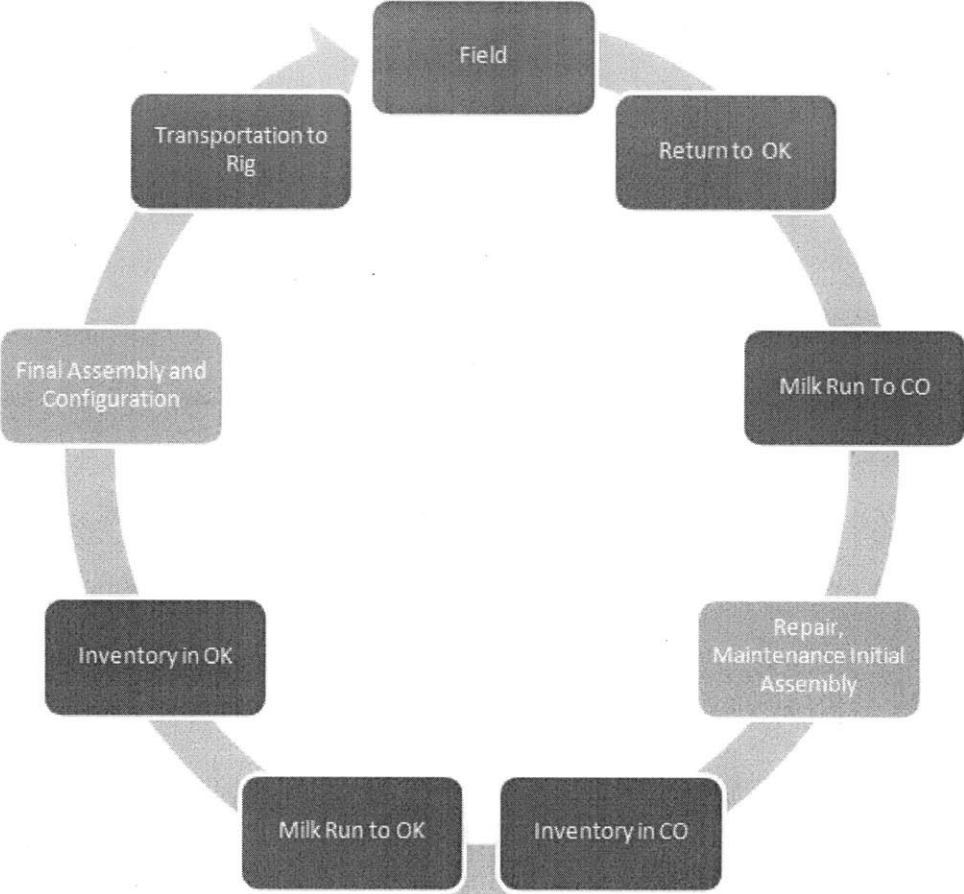 Field
Return to OK
Milk Run To CO
Repair,
Maintenance Initial
Assembly
Inventory in CO
Milk Run to OK
Inventory in OK
Final Assembly and
Configuration
Transportation to
Rig